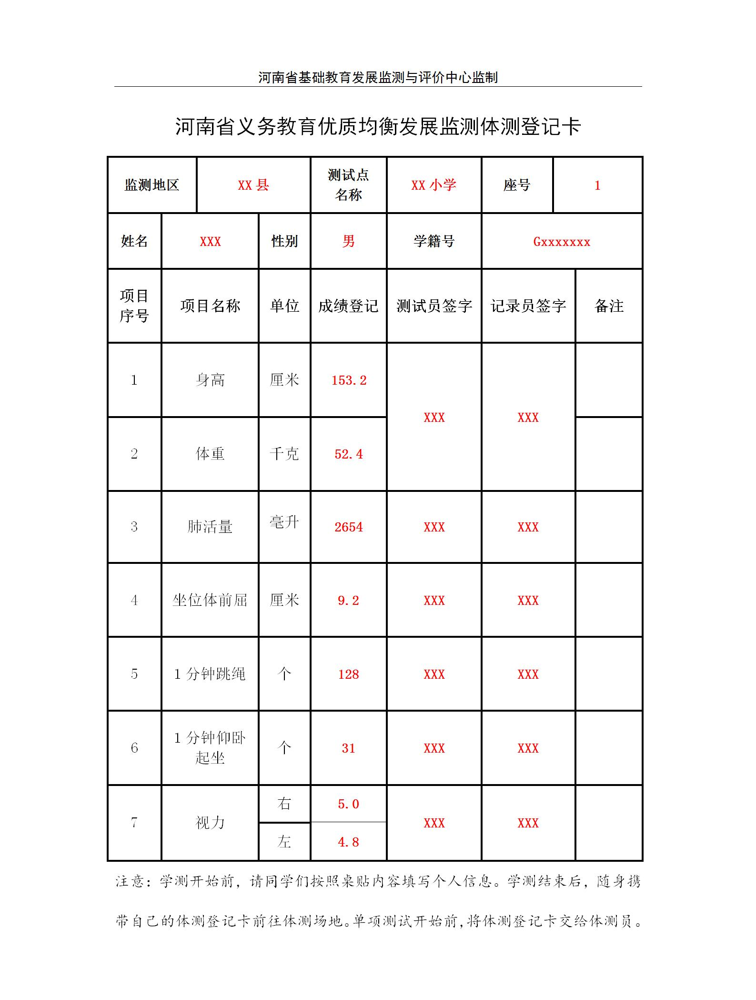 河南省基础教育发展监测与评价中心监制
河南省义务教育优质均衡发展监测体测登记卡
监测地区 XX县 测试点名称 XX小学 座号 1
姓名 XXX 性别 男 学籍号 Gxxxxxxx
项目序号 项目名称 单位 成绩登记 测试员签字 记录员签字 备注
1 身高 厘米 153.2 XXX XXX
2 体重 千克 52.4
3 肺活量 毫升 2654 XXX XXX
4 坐位体前屈 厘米 9.2 XXX XXX
5 1分钟跳绳 个 128 XXX XXX
6 1分钟仰卧起坐 个 31 XXX XXX
7 视力 右 5.0 XXX XXX
左 4.8
注意：学测开始前，请同学们按照桌贴内容填写个人信息。学测结束后，随身携
带自己的体测登记卡前往体测场地。单项测试开始前,将体测登记卡交给体测员。